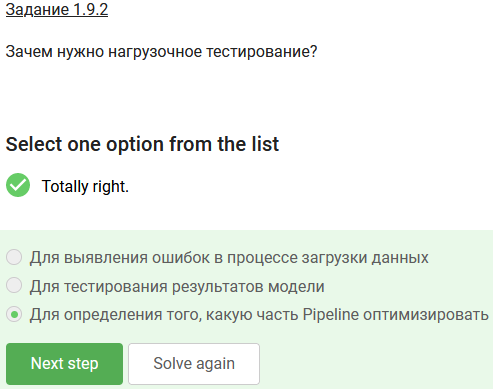 Задание 1.9.2
Зачем нужно нагрузочное тестирование?
Select one option from the list
Totally right.
Для выявления ошибок в процессе загрузки данных
Для тестирования результатов модели
Для определения того, какую часть Pipeline оптимизировать
Next step
Solve again